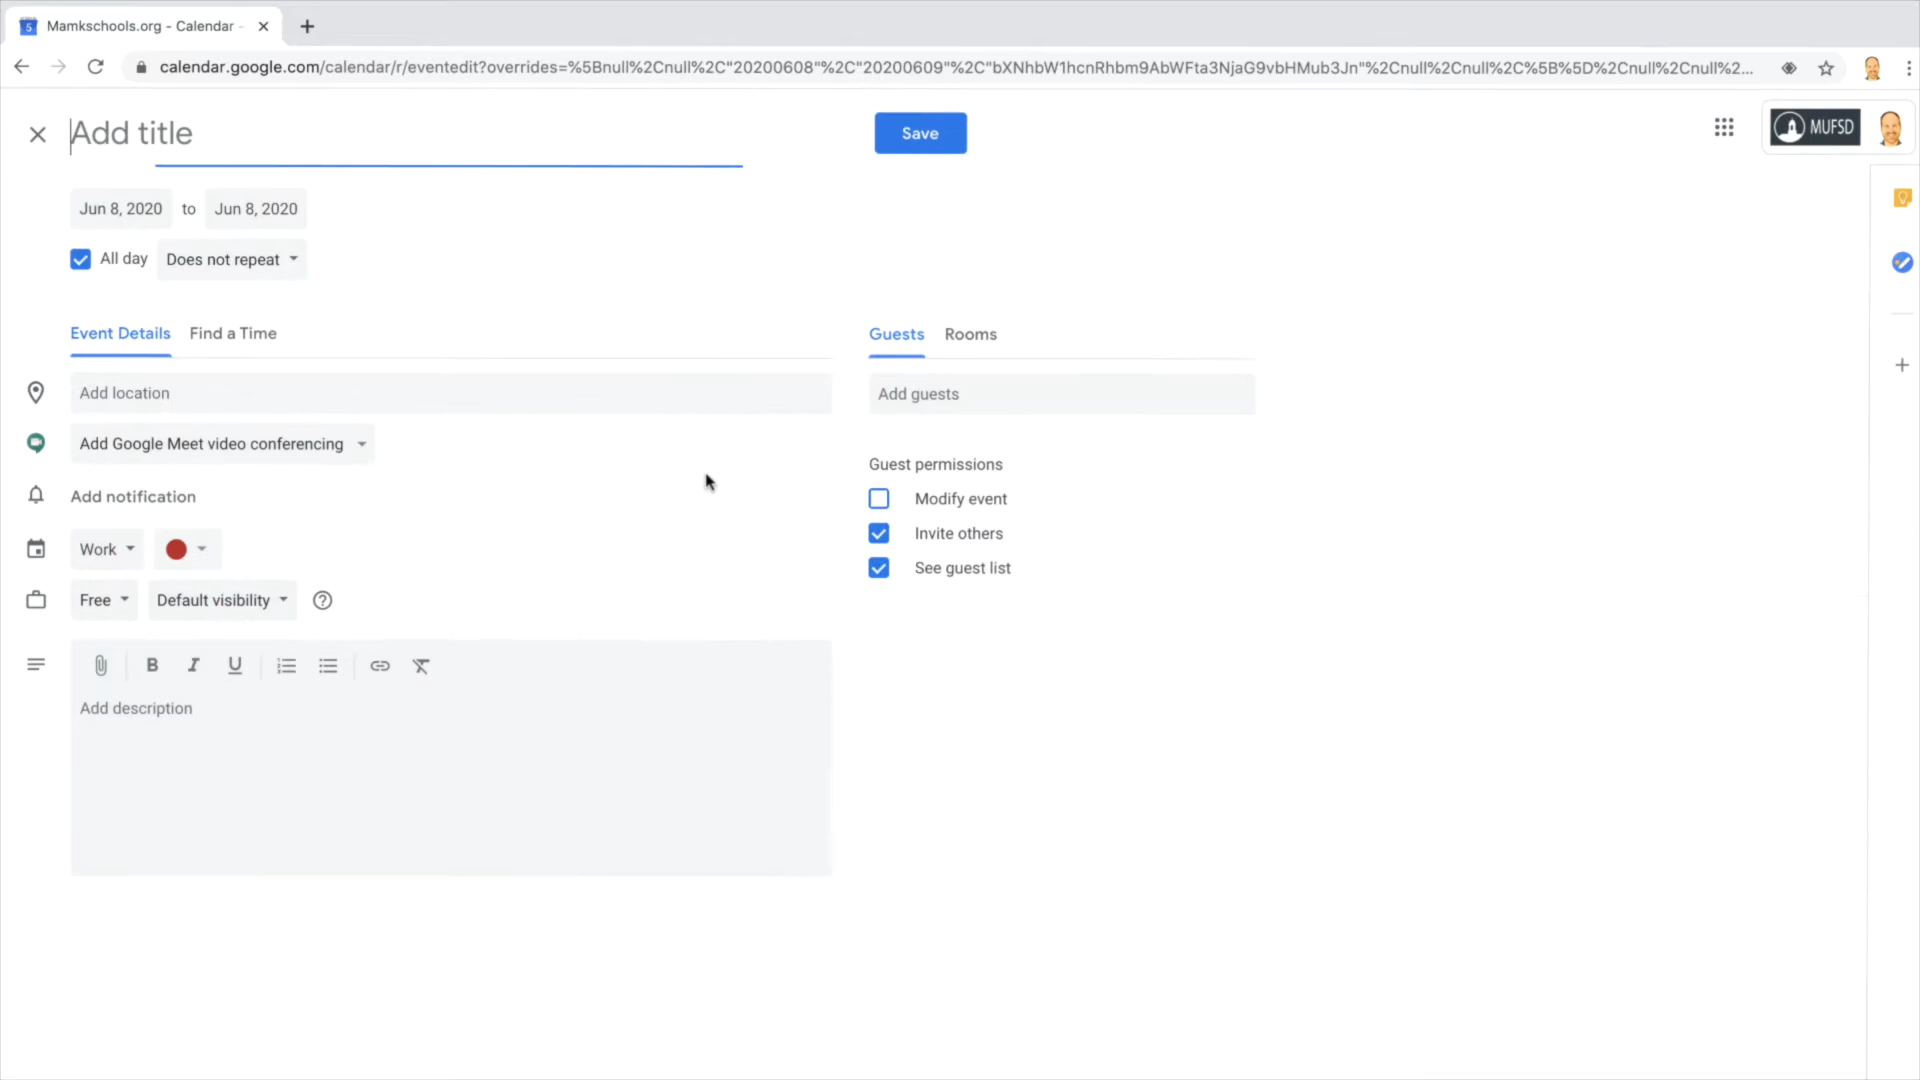 Mamkschools.org - Calendar -
calendar.google.com/calendar/r/eventedit?overrides=%5Bnull%2Cnull%2C"20200608"%2C"20200609"%2C"bXNhbW1hcnRhbm9AbWFta3NjaG9vbHMub3Jn"%2Cnull%2Cnull%2C%5B%5D%2Cnull%2Cnull%2...
Add title
Save
MUFSD
Jun 8, 2020 to Jun 8, 2020
All day Does not repeat
Event Details Find a Time
Guests Rooms
Add location
Add guests
Add Google Meet video conferencing
Guest permissions
Add notification
Modify event
Invite others
Work
See guest list
Free Default visibility
B I U
Add description